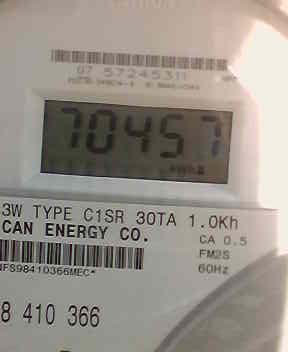 07 57245311
70457
3W TYPE C1SR 30TA 1.0Kh
CAN ENERGY CO.
CA 0.5
FM2S
NFS98410366MEC*
60Hz
8 410 366